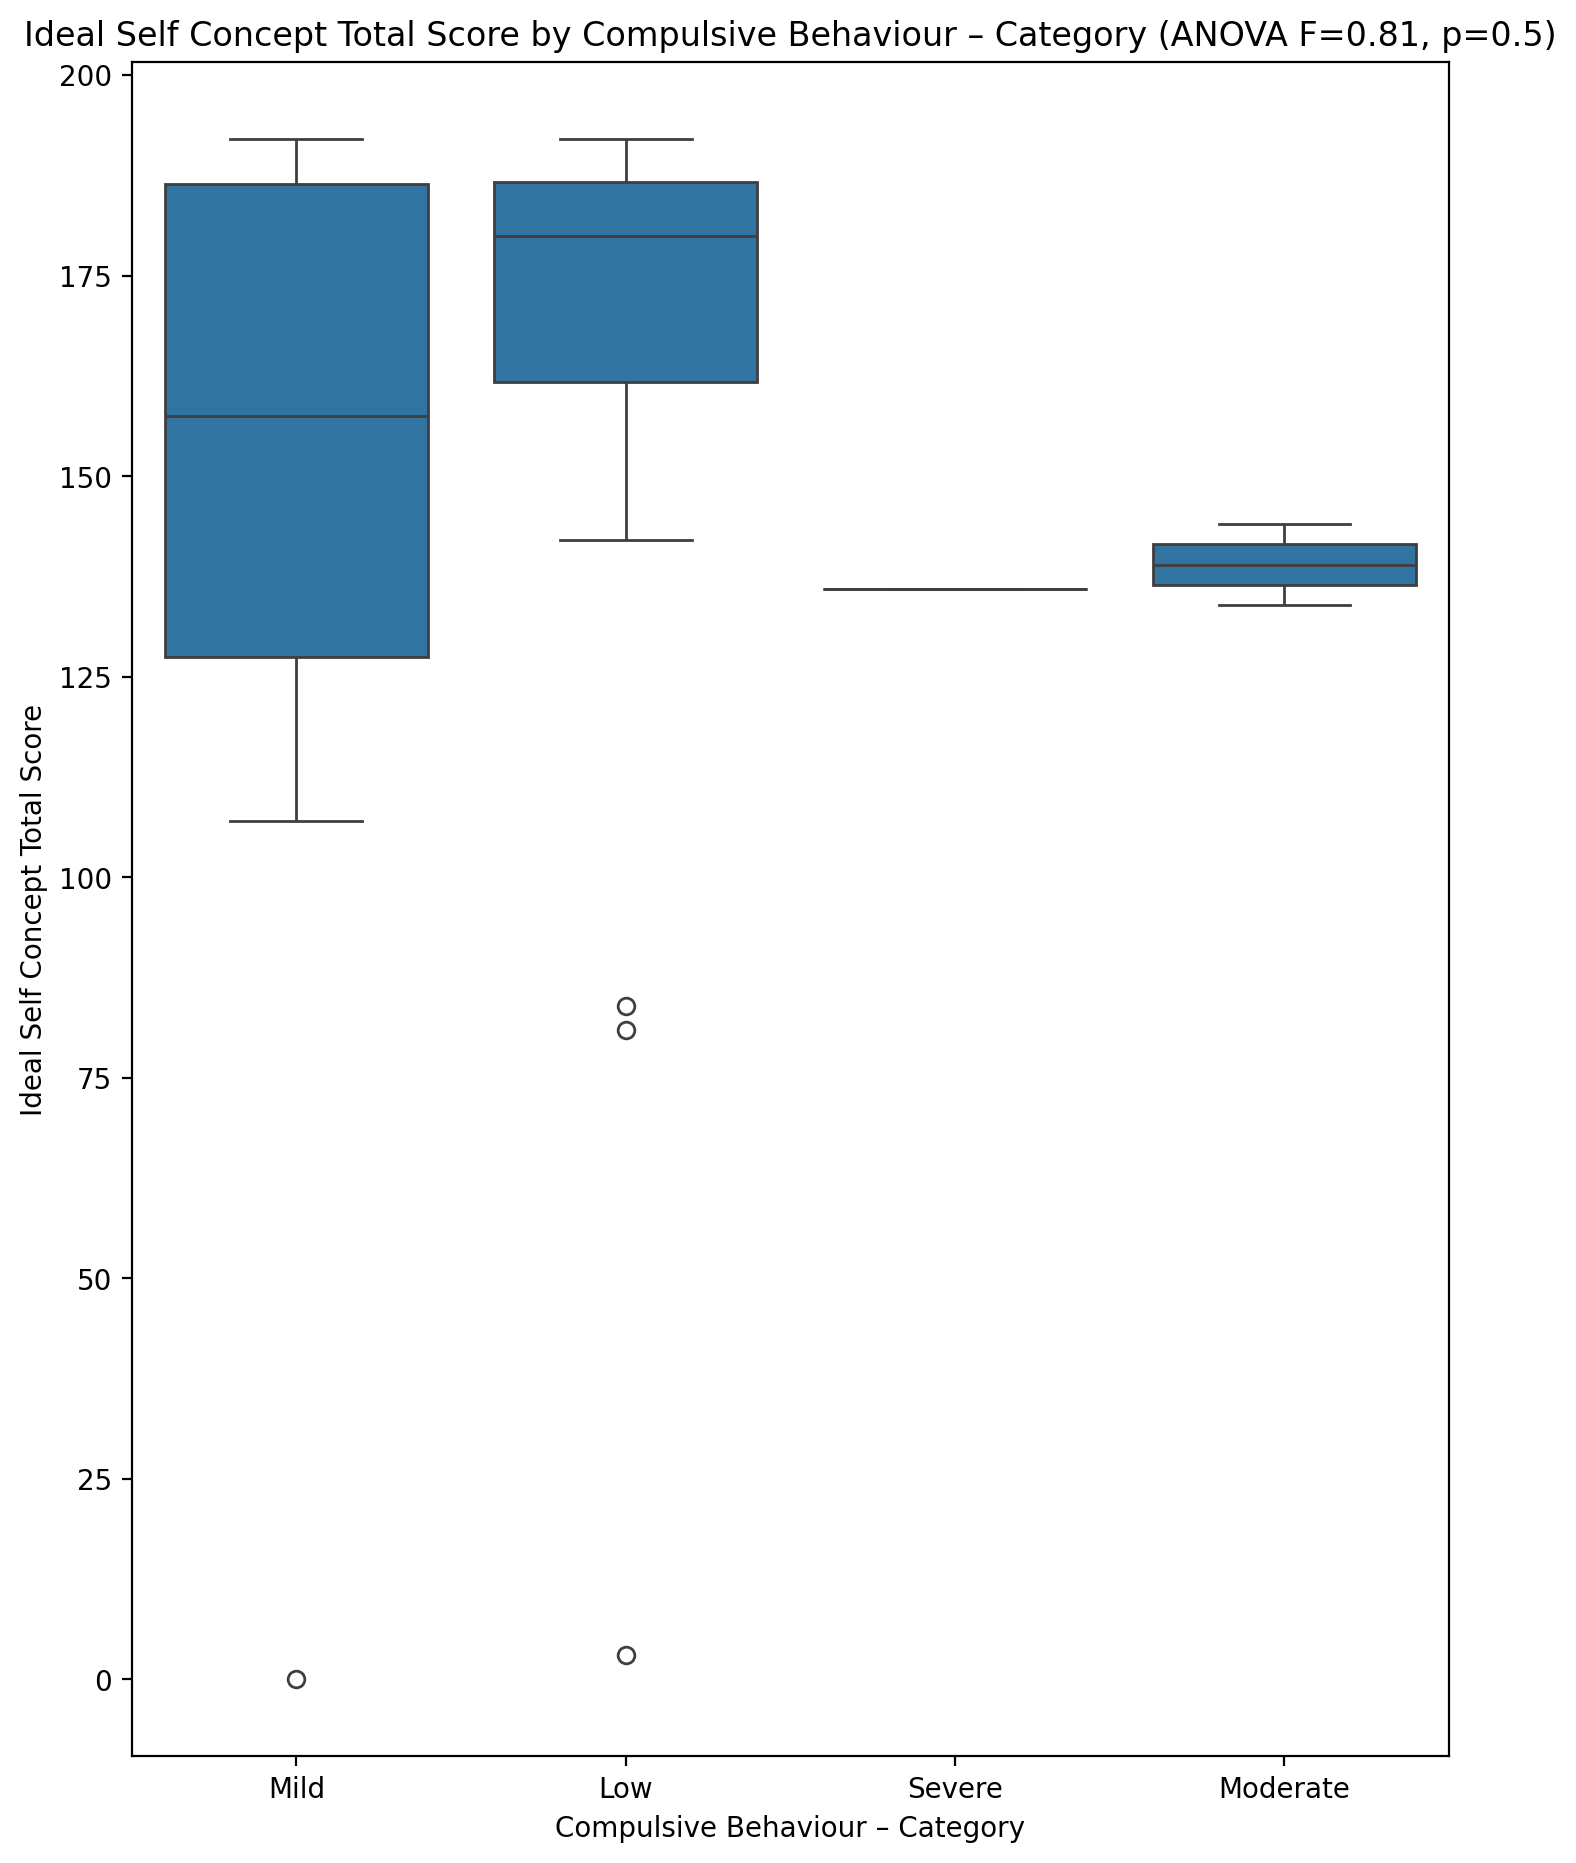 Ideal Self Concept Total Score by Compulsive Behaviour – Category (ANOVA F=0.81, p=0.5)
Ideal Self Concept Total Score
200
175
150
125
100
75
50
25
0
Mild Low Severe Moderate
Compulsive Behaviour – Category